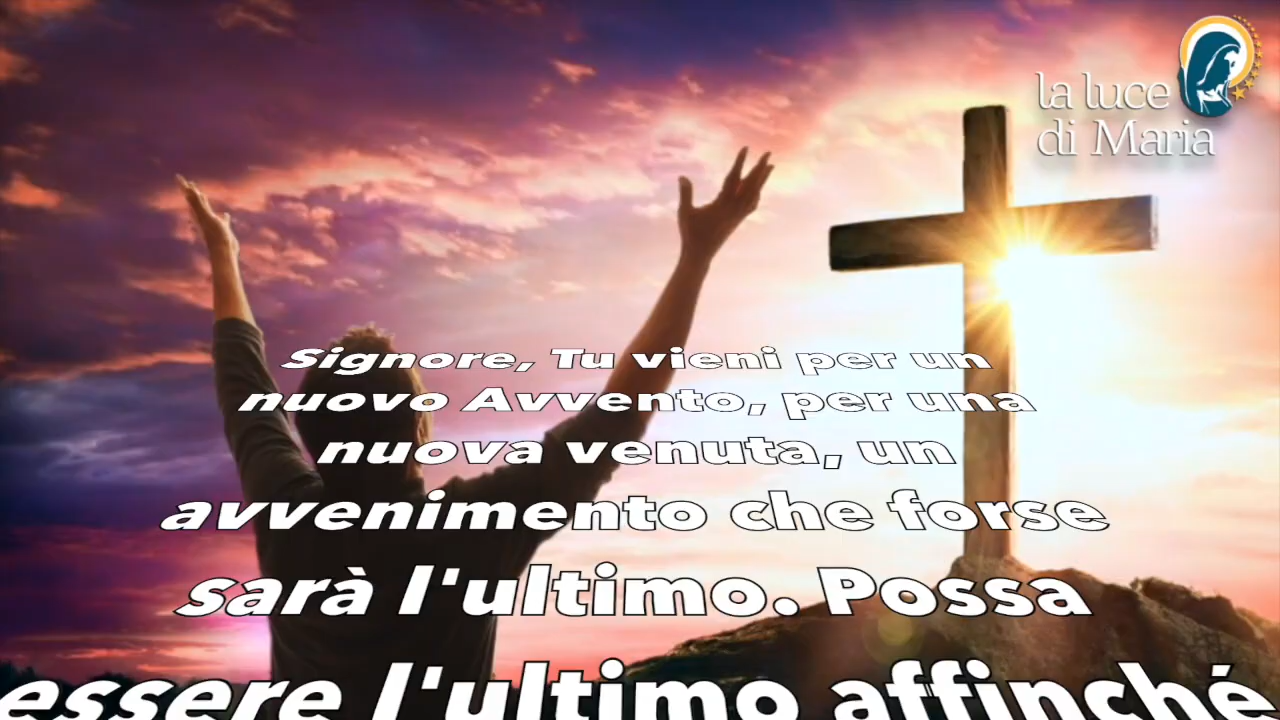 la luce
di Maria
Signore, Tu vieni per un
nuovo Avvento, per una
nuova venuta, un
avvenimento che forse
sarà l'ultimo. Possa
essere l'ultimo affinché